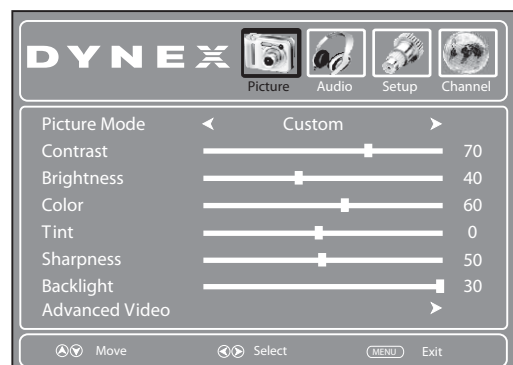 DYNEX
Picture Audio Setup Channel
Picture Mode Custom
Contrast 70
Brightness 40
Color 60
Tint 0
Sharpness 50
Backlight 30
Advanced Video
Move Select MENU Exit